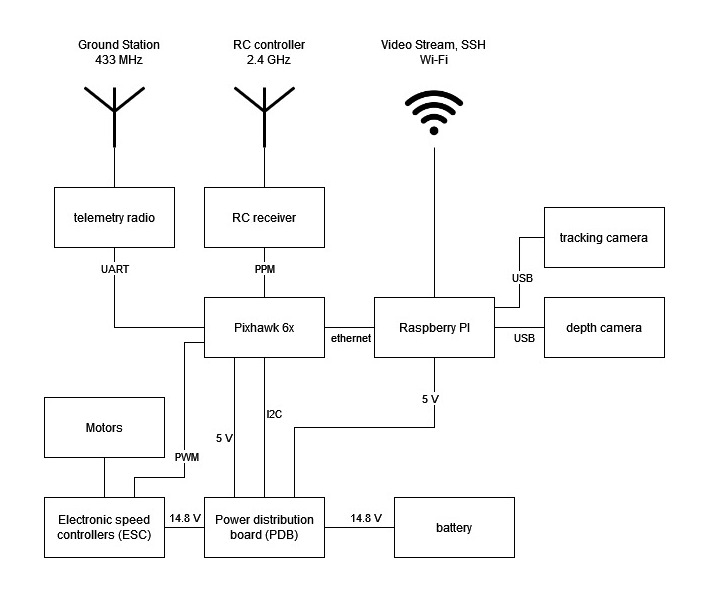 Ground Station
433 MHz
RC controller
2.4 GHz
Video Stream, SSH
Wi-Fi
telemetry radio
RC receiver
tracking camera
UART
PPM
USB
Pixhawk 6x
ethernet
Raspberry PI
USB
depth camera
5 V
I2C
Motors
5 V
PWM
Electronic speed
controllers (ESC)
14.8 V
Power distribution
board (PDB)
14.8 V
battery